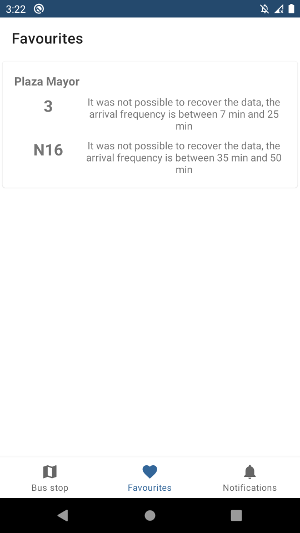 3:22
Favourites
Plaza Mayor
3
It was not possible to recover the data, the
arrival frequency is between 7 min and 25
min
N16
It was not possible to recover the data, the
arrival frequency is between 35 min and 50
min
Bus stop
Favourites
Notifications